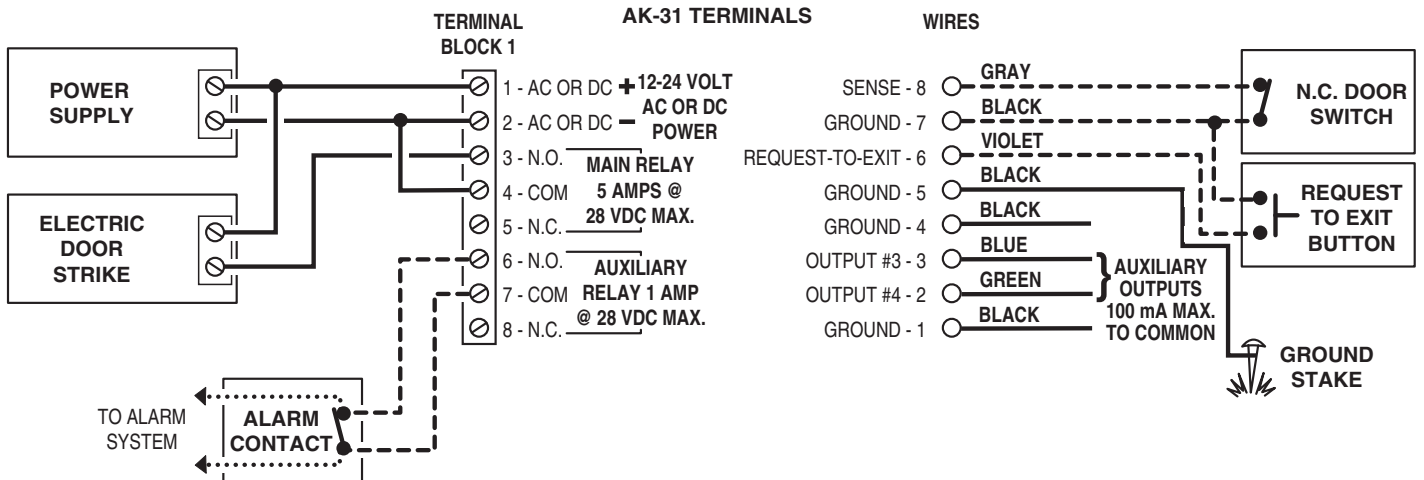 AK-31 TERMINALS
TERMINAL
BLOCK 1
WIRES
POWER
SUPPLY
ELECTRIC
DOOR
STRIKE
1 - AC OR DC +
2 - AC OR DC –
12-24 VOLT
AC OR DC
POWER
3 - N.O.
4 - COM
5 - N.C.
MAIN RELAY
5 AMPS @
28 VDC MAX.
6 - N.O.
7 - COM
8 - N.C.
AUXILIARY
RELAY 1 AMP
@ 28 VDC MAX.
TO ALARM
SYSTEM
ALARM
CONTACT
SENSE - 8
GRAY
GROUND - 7
BLACK
REQUEST-TO-EXIT - 6
VIOLET
GROUND - 5
BLACK
GROUND - 4
BLACK
OUTPUT #3 - 3
BLUE
OUTPUT #4 - 2
GREEN
GROUND - 1
BLACK
} AUXILIARY
OUTPUTS
100 mA MAX.
TO COMMON
N.C. DOOR
SWITCH
REQUEST
TO EXIT
BUTTON
GROUND
STAKE